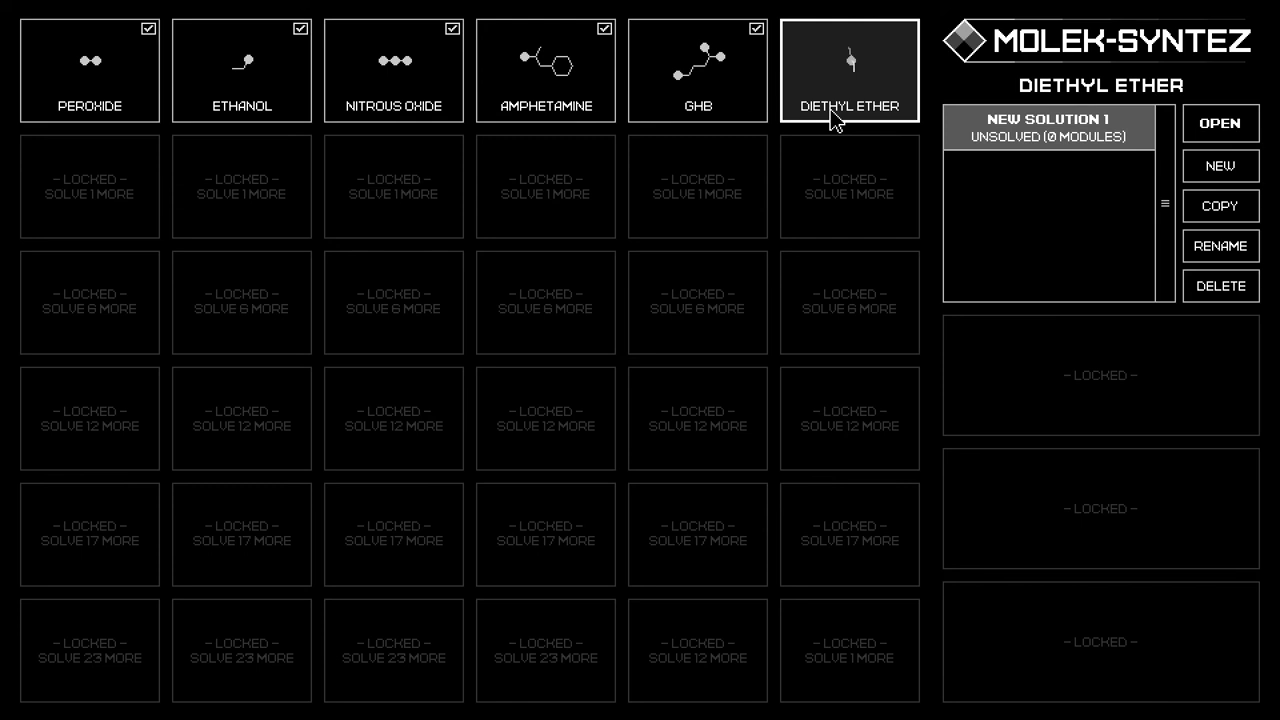 PEROXIDE
ETHANOL
NITROUS OXIDE
AMPHETAMINE
GHB
DIETHYL ETHER
- LOCKED -
SOLVE 1 MORE
- LOCKED -
SOLVE 1 MORE
- LOCKED -
SOLVE 1 MORE
- LOCKED -
SOLVE 1 MORE
- LOCKED -
SOLVE 1 MORE
- LOCKED -
SOLVE 1 MORE
- LOCKED -
SOLVE 6 MORE
- LOCKED -
SOLVE 6 MORE
- LOCKED -
SOLVE 6 MORE
- LOCKED -
SOLVE 6 MORE
- LOCKED -
SOLVE 6 MORE
- LOCKED -
SOLVE 6 MORE
- LOCKED -
SOLVE 12 MORE
- LOCKED -
SOLVE 12 MORE
- LOCKED -
SOLVE 12 MORE
- LOCKED -
SOLVE 12 MORE
- LOCKED -
SOLVE 12 MORE
- LOCKED -
SOLVE 12 MORE
- LOCKED -
SOLVE 17 MORE
- LOCKED -
SOLVE 17 MORE
- LOCKED -
SOLVE 17 MORE
- LOCKED -
SOLVE 17 MORE
- LOCKED -
SOLVE 17 MORE
- LOCKED -
SOLVE 17 MORE
- LOCKED -
SOLVE 23 MORE
- LOCKED -
SOLVE 23 MORE
- LOCKED -
SOLVE 23 MORE
- LOCKED -
SOLVE 23 MORE
- LOCKED -
SOLVE 12 MORE
- LOCKED -
SOLVE 1 MORE
MOLEK-SYNTEZ
DIETHYL ETHER
NEW SOLUTION 1
UNSOLVED (0 MODULES)
OPEN
NEW
COPY
RENAME
DELETE
- LOCKED -
- LOCKED -
- LOCKED -